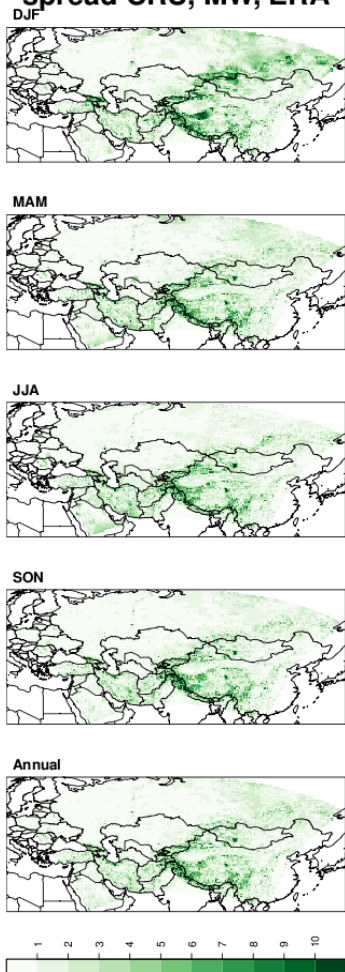 spread CRU, MW, ERA
DJF
MAM
JJA
SON
Annual
1 2 3 4 5 6 7 8 9 10